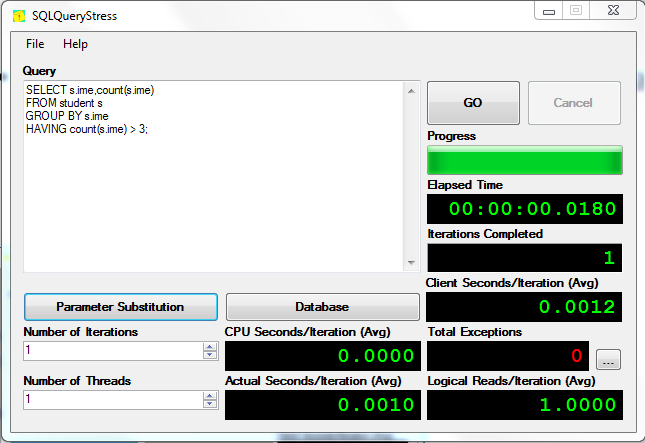 SQLQueryStress
File Help
Query
SELECT s.ime,count(s.ime)
FROM student s
GROUP BY s.ime
HAVING count(s.ime) > 3;
GO Cancel
Progress
Elapsed Time
00:00:00.0180
Iterations Completed
1
Client Seconds/Iteration (Avg)
0.0012
Parameter Substitution Database
Number of Iterations CPU Seconds/Iteration (Avg) Total Exceptions
1 0.0000 0 ...
Number of Threads Actual Seconds/Iteration (Avg) Logical Reads/Iteration (Avg)
1 0.0010 1.0000